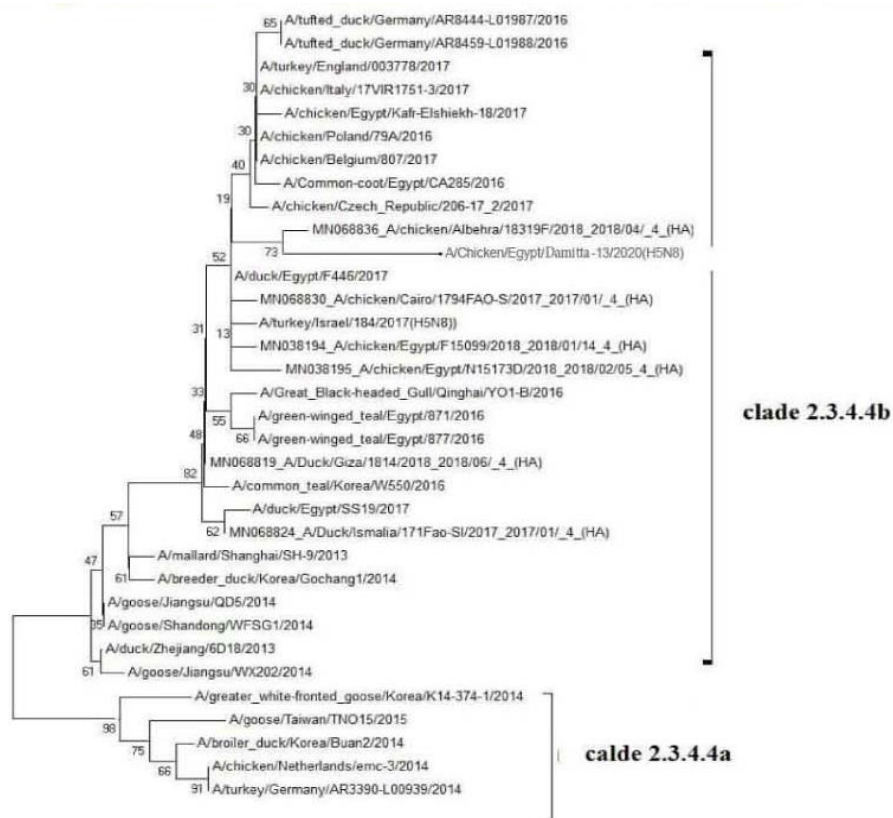 65 A/tufted_duck/Germany/AR8444-L01987/2016
A/tufted_duck/Germany/AR8459-L01988/2016
A/turkey/England/003778/2017
30 A/chicken/Italy/17VIR1751-3/2017
A/chicken/Egypt/Kafr-Elshiekh-18/2017
30 A/chicken/Poland/79A/2016
A/chicken/Belgium/807/2017
40
A/Common-coot/Egypt/CA285/2016
19 A/chicken/Czech_Republic/206-17_2/2017
MN068836_A/chicken/Albehra/18319F/2018_2018/04/_4_(HA)
73 A/Chicken/Egypt/Damitta-13/2020(H5N8)
52
A/duck/Egypt/F446/2017
MN068830_A/chicken/Cairo/1794FAO-S/2017_2017/01/_4_(HA)
31 13 A/turkey/Israel/184/2017(H5N8))
MN038194_A/chicken/Egypt/F15099/2018_2018/01/14_4_(HA)
MN038195_A/chicken/Egypt/N15173D/2018_2018/02/05_4_(HA)
33 A/Great_Black-headed_Gull/Qinghai/YO1-B/2016
55 A/green-winged_teal/Egypt/871/2016
66 A/green-winged_teal/Egypt/877/2016
clade 2.3.4.4b
48
MN068819_A/Duck/Giza/1814/2018_2018/06/_4_(HA)
82 A/common_teal/Korea/W550/2016
A/duck/Egypt/SS19/2017
57 62 MN068824_A/Duck/Ismalia/171Fao-SI/2017_2017/01/_4_(HA)
47 A/mallard/Shanghai/SH-9/2013
61 A/breeder_duck/Korea/Gochang1/2014
A/goose/Jiangsu/QD5/2014
35 A/goose/Shandong/WFSG1/2014
A/duck/Zhejiang/6D18/2013
61 A/goose/Jiangsu/WX202/2014
A/greater_white-fronted_goose/Korea/K14-374-1/2014
98 A/goose/Taiwan/TNO15/2015
75 A/broiler_duck/Korea/Buan2/2014
calde 2.3.4.4a
66 A/chicken/Netherlands/emc-3/2014
91 A/turkey/Germany/AR3390-L00939/2014